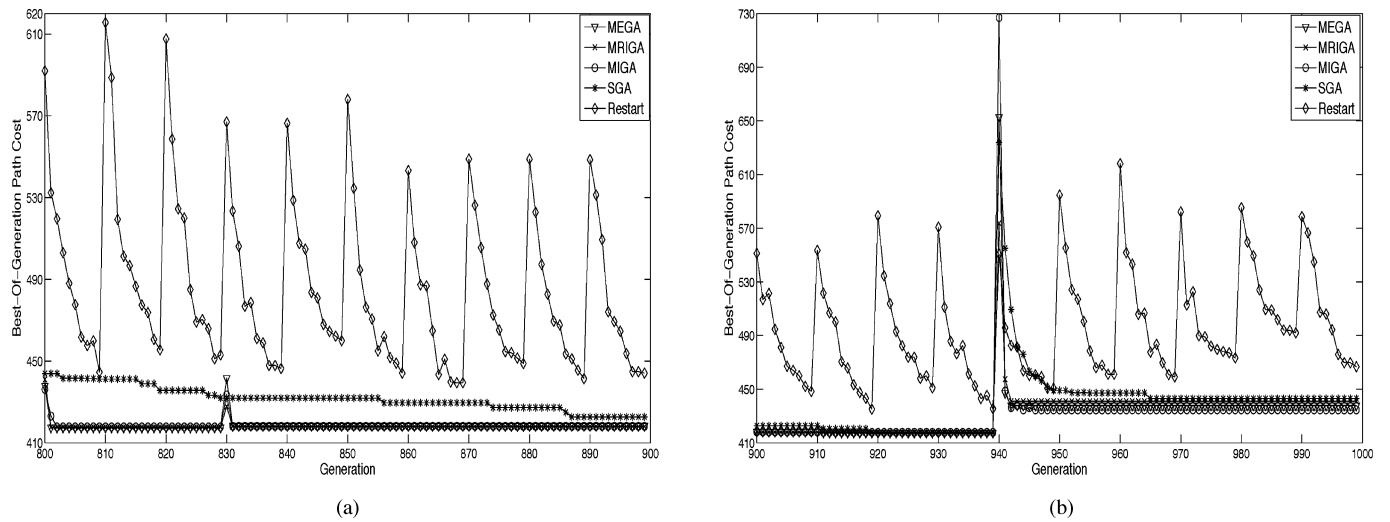 620
610
570
530
490
450
410
Best-Of-Generation Path Cost
800 810 820 830 840 850 860 870 880 890 900
Generation
MEGA
MRIGA
MIGA
SGA
Restart
(a)
730
690
650
610
570
530
490
450
410
Best-Of-Generation Path Cost
900 910 920 930 940 950 960 970 980 990 1000
Generation
MEGA
MRIGA
MIGA
SGA
Restart
(b)